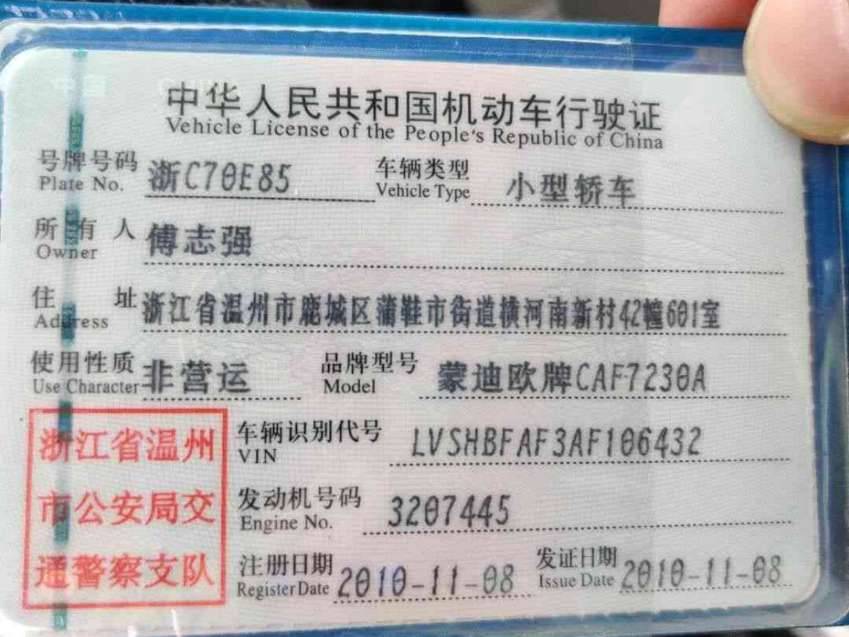 中华人民共和国机动车行驶证
Vehicle License of the People's Republic of China
号牌号码 浙C70E85 车辆类型 小型轿车
Plate No. Vehicle Type
所有人 傅志强
Owner
住址 浙江省温州市鹿城区蒲鞋市街道横河南新村42幢601室
Address
使用性质 非营运 品牌型号 蒙迪欧牌CAF7230A
Use Character Model
浙江省温州
市公安局交
通警察支队
车辆识别代号 LVSHBFAF3AF106432
VIN
发动机号码 3207445
Engine No.
注册日期 2010-11-08 发证日期 2010-11-08
Register Date Issue Date